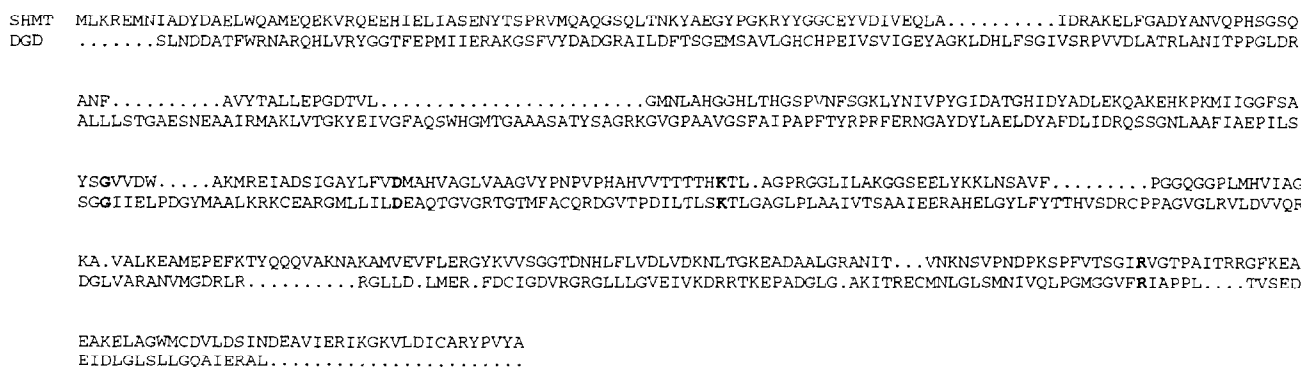 SHMT MLKREMNIADYDAELWQAMEQEKVRQEEHIELIASENYTSPRVMQAQGSQLTNKYAEGYPGKRYYGGCEYVDIVEQLA..........IDRAKELFGADYANVQPHSGSQ
DGD .......SLNDDATFWRNARQHLVRYGGTFEPMIIERAKGSFVYDADGRAILDFTSGEMSAVLGHCHPEIVSVIGEYAGKLDHLFSGIVSRPVVDLATRLANITPPGLDR
ANF..........AVYTALLEPGDTVL........................GMNLAHGGHLTHGSPVNFSGKLYNIVPYGIDATGHIDYADLEKQAKEHKPKMIIGGFSA
ALLLSTGAESNEAAIRMAKLVTGKYEIVGFAQSWHGMTGAAASATYSAGRKGVGPAAVGSFAIPAPFTYRPRFERNGAYDYLAELDYAFDLIDRQSSGNLAAFIAEPILS
YSGVVDW.....AKMREIADSIGAYLFVDMAHVAGLVAAGVYPNPVPHAHVVTTTTHKTL.AGPRGGLILAKGGSEELYKKLNSAVF.........PGGQGGPLMHVIAG
SGGIIELPDGYMAALKRKCEARGMLLILDEAQTGVGRTGTMFACQRDGVTPDILTLSKTLGAGLPLAAIVTSAAIEERAHELGYLFYTTHVSDRCPPAGVGLRVLDVVQR
KA.VALKEAMEPEFKTYQQQVAKNAKAMVEVFLERGYKVVSGGTDNHLFLVDLVDKNLTGKEADAALGRANIT...VNKNSVPNDPKSPFVTSGIRVGTPAITRRGFKEA
DGLVARANVMGDRLR..........RGLLD.LMER.FDCIGDVRGRGLLLGVEIVKDRRTKEPADGLG.AKITRECMNLGLSMNIVQLPGMGGVFRIAPPL....TVSED
EAKELAGWMCDVLDSINDEAVIERIKGKVLDICARYPVYA
EIDLGLSLLGQAIERAL.......................